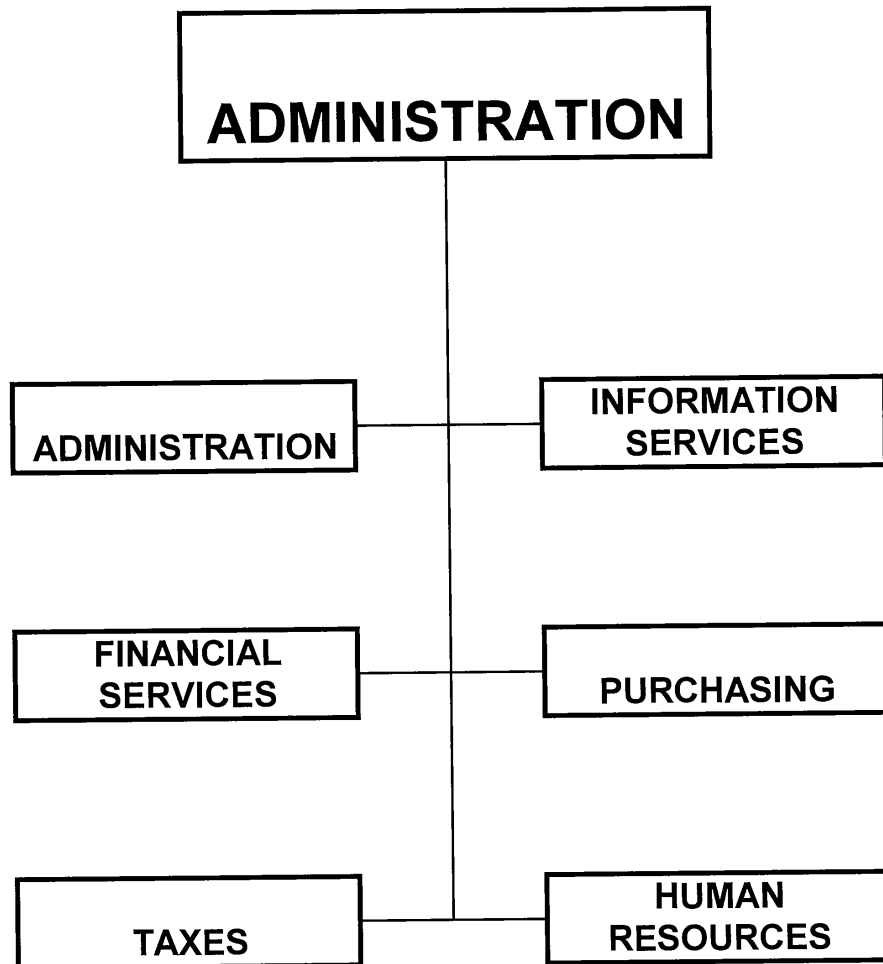 ADMINISTRATION
ADMINISTRATION
INFORMATION
SERVICES
FINANCIAL
SERVICES
PURCHASING
TAXES
HUMAN
RESOURCES